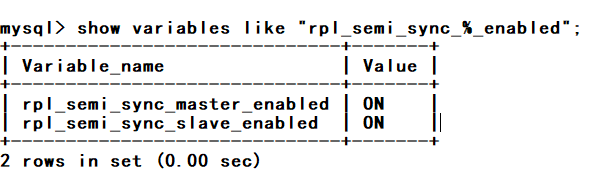 mysql> show variables like "rpl_semi_sync_%_enabled";
+------------------------------+-------+
| Variable_name                | Value |
+------------------------------+-------+
| rpl_semi_sync_master_enabled | ON    |
| rpl_semi_sync_slave_enabled  | ON    |
+------------------------------+-------+
2 rows in set (0.00 sec)